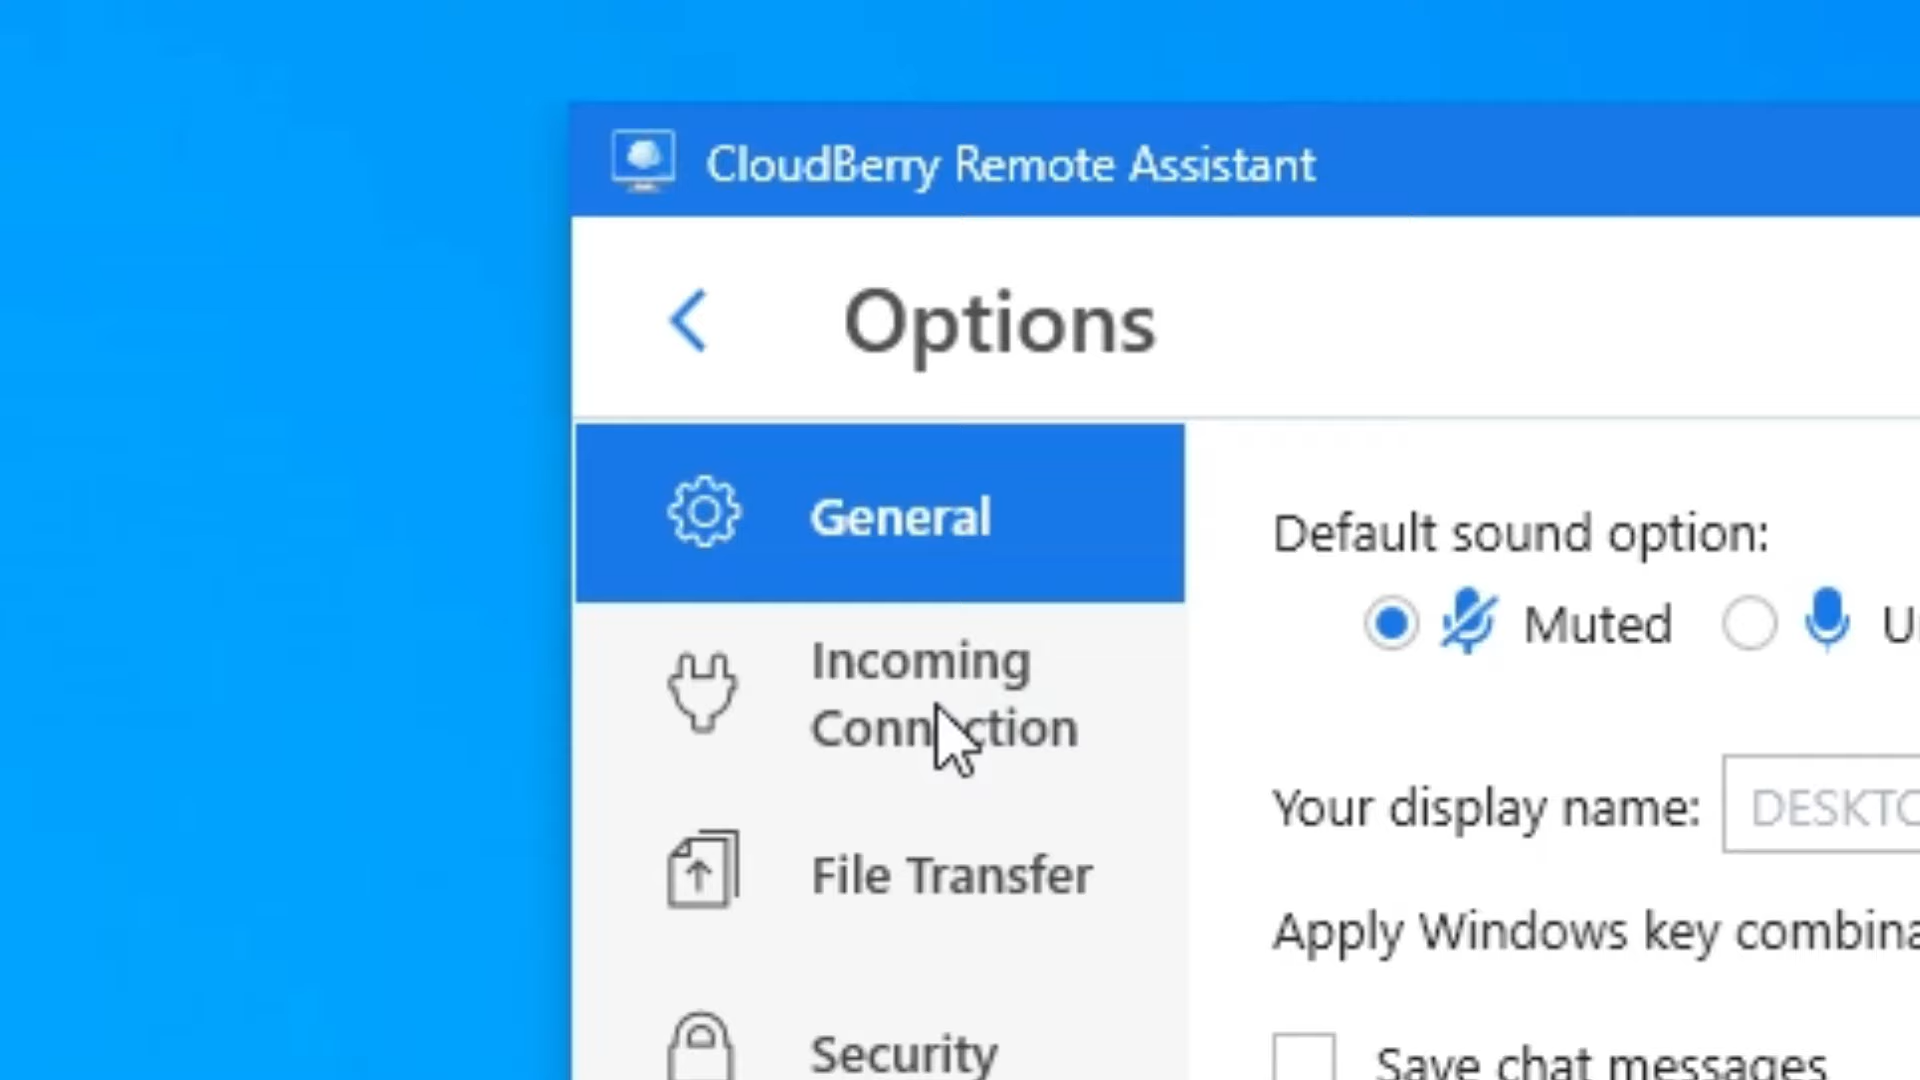 CloudBerry Remote Assistant
Options
General
Default sound option:
Muted
Incoming
Connection
Your display name:
File Transfer
Apply Windows key
Security
Save chat messages